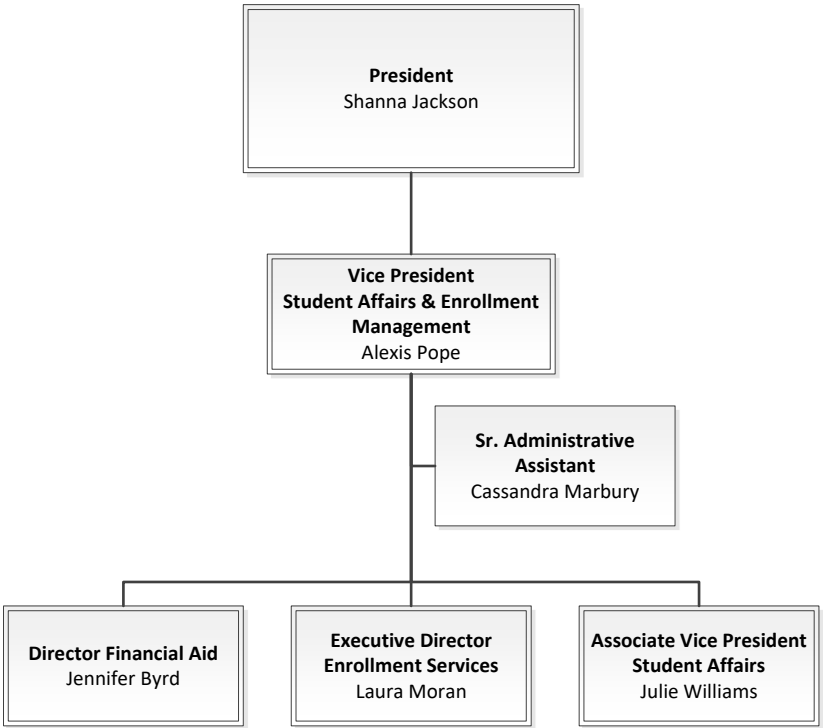 President
Shanna Jackson
Vice President
Student Affairs & Enrollment
Management
Alexis Pope
Sr. Administrative
Assistant
Cassandra Marbury
Director Financial Aid
Jennifer Byrd
Executive Director
Enrollment Services
Laura Moran
Associate Vice President
Student Affairs
Julie Williams